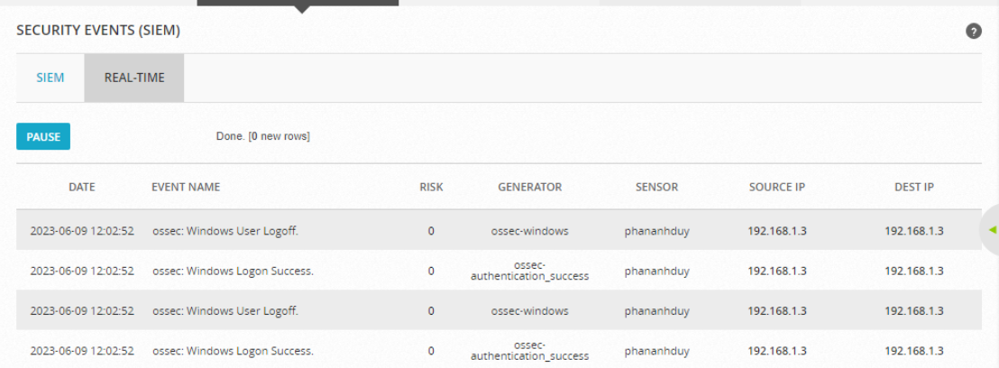 SECURITY EVENTS (SIEM)
?
SIEM REAL-TIME
PAUSE Done. [0 new rows]
DATE EVENT NAME RISK GENERATOR SENSOR SOURCE IP DEST IP
2023-06-09 12:02:52 ossec: Windows User Logoff. 0 ossec-windows phananhduy 192.168.1.3 192.168.1.3
2023-06-09 12:02:52 ossec: Windows Logon Success. 0 ossec-authentication_success phananhduy 192.168.1.3 192.168.1.3
2023-06-09 12:02:52 ossec: Windows User Logoff. 0 ossec-windows phananhduy 192.168.1.3 192.168.1.3
2023-06-09 12:02:52 ossec: Windows Logon Success. 0 ossec-authentication_success phananhduy 192.168.1.3 192.168.1.3